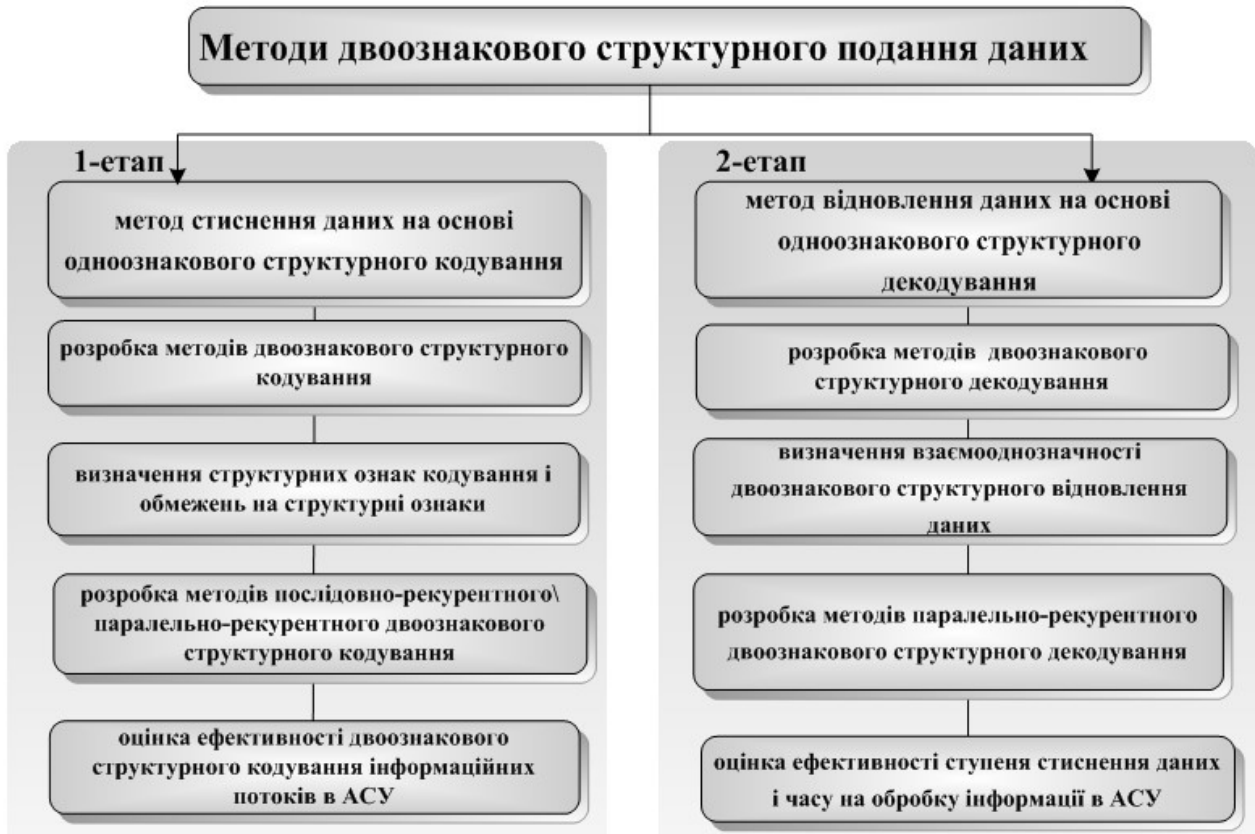 Методи двоознакового структурного подання даних
1-етап
метод стиснення даних на основі
одноознакового структурного кодування
розробка методів двоознакового структурного
кодування
визначення структурних ознак кодування і
обмежень на структурні ознаки
розробка методів послідовно-рекурентного\
паралельно-рекурентного двоознакового
структурного кодування
оцінка ефективності двоознакового
структурного кодування інформаційних
потоків в АСУ
2-етап
метод відновлення даних на основі
одноознакового структурного
декодування
розробка методів двоознакового
структурного декодування
визначення взаємооднозначності
двоознакового структурного відновлення
даних
розробка методів паралельно-рекурентного
двоознакового структурного декодування
оцінка ефективності ступеня стиснення даних
і часу на обробку інформації в АСУ